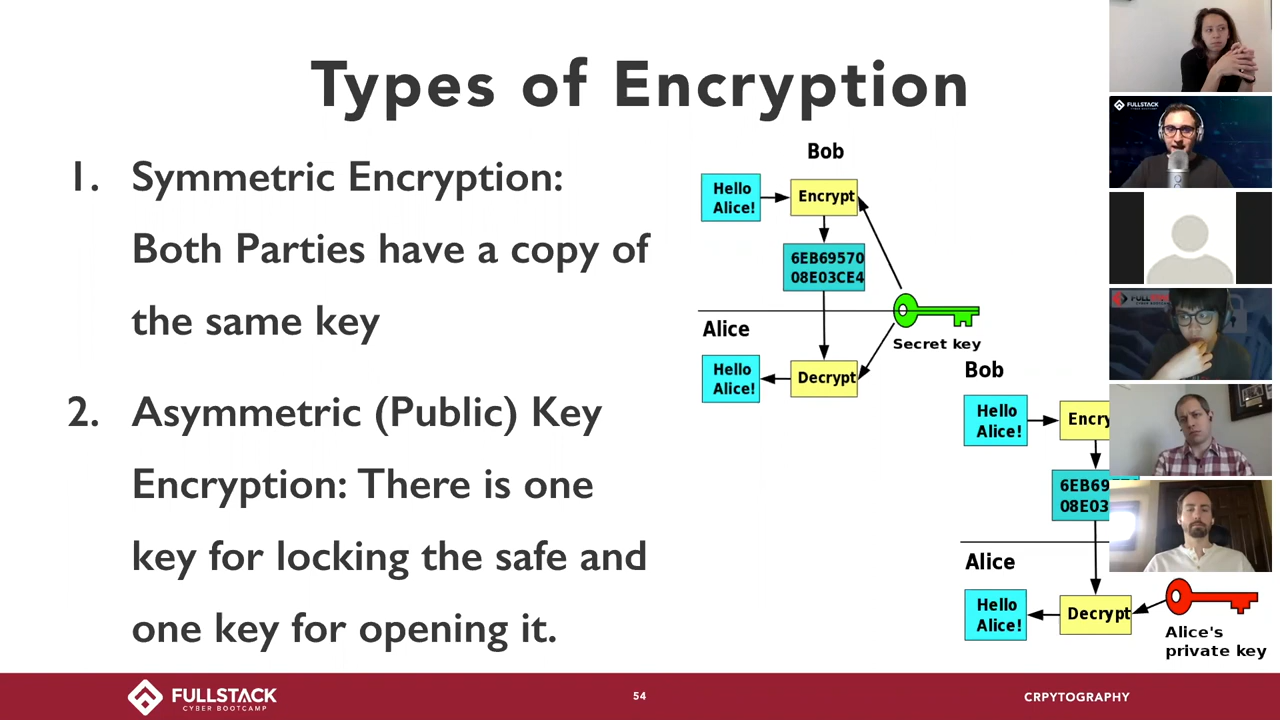 Types of Encryption
1. Symmetric Encryption:
Both Parties have a copy of
the same key
2. Asymmetric (Public) Key
Encryption: There is one
key for locking the safe and
one key for opening it.
Bob
Hello
Alice!
Encrypt
6EB69570
08E03CE4
Alice
Secret key
Hello
Alice!
Decrypt
Bob
Hello
Alice!
Encry
6EB69
08E03
Alice
Hello
Alice!
Decrypt
Alice's
private key
FULLSTACK
CYBER BOOTCAMP
54
CRPYTOGRAPHY
FULLSTACK
CYBER BOOTCAMP